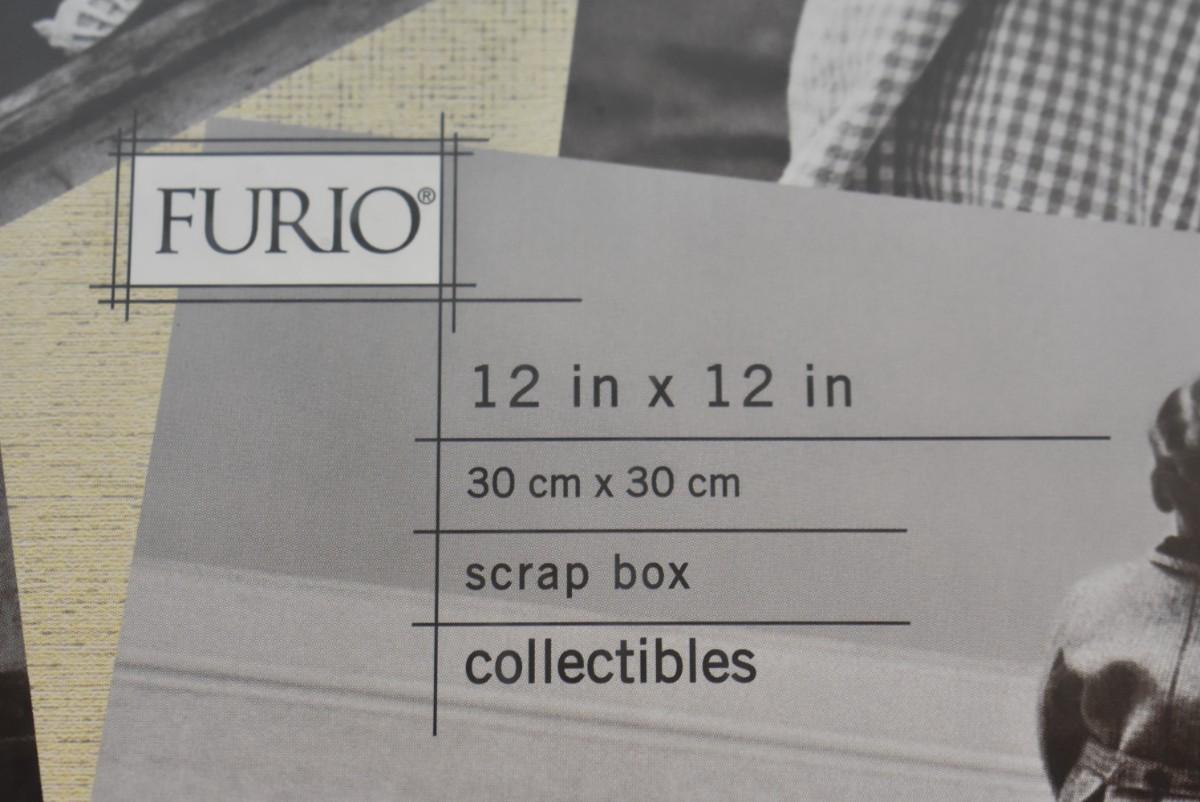 FURIO®
12 in x 12 in
30 cm x 30 cm
scrap box
collectibles